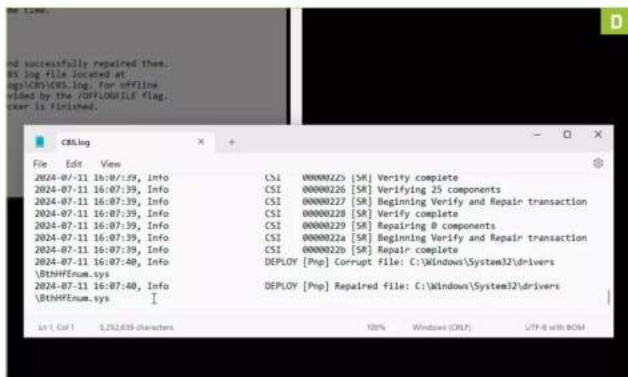 me time.
nd successfully repaired them.
BS log file located at
ogs\CBS\CBS.log. For offline
vided by the /OFFLOGFILE flag.
cker is Finished.
D
CBS.log × +
File Edit View
2024-07-11 16:07:39, Info CSI 00000225 [SR] Verify complete
2024-07-11 16:07:39, Info CSI 00000226 [SR] Verifying 25 components
2024-07-11 16:07:39, Info CSI 00000227 [SR] Beginning Verify and Repair transaction
2024-07-11 16:07:39, Info CSI 00000228 [SR] Verify complete
2024-07-11 16:07:39, Info CSI 00000229 [SR] Repairing 0 components
2024-07-11 16:07:39, Info CSI 0000022a [SR] Beginning Verify and Repair transaction
2024-07-11 16:07:39, Info CSI 0000022b [SR] Repair complete
2024-07-11 16:07:40, Info DEPLOY [Pnp] Corrupt file: C:\Windows\System32\drivers
\BthHfEnum.sys
2024-07-11 16:07:40, Info DEPLOY [Pnp] Repaired file: C:\Windows\System32\drivers
\BthHfEnum.sys
Ln 1, Col 1 5,252,639 characters 100% Windows (CRLF) UTF-8 with BOM